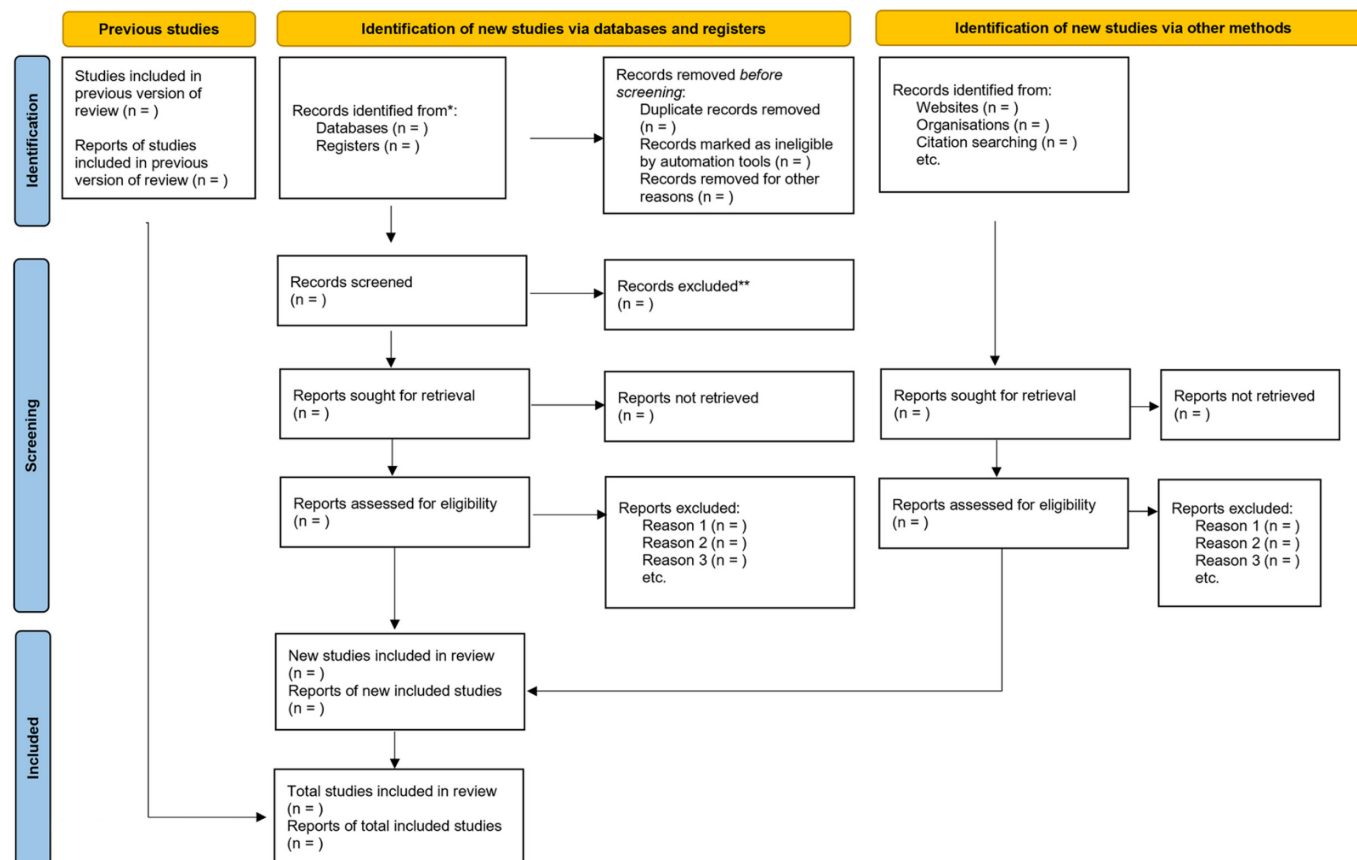 Previous studies
Identification of new studies via databases and registers
Identification of new studies via other methods
Identification
Studies included in
previous version of
review (n = )
Reports of studies
included in previous
version of review (n = )
Records identified from*:
Databases (n = )
Registers (n = )
Records removed before
screening:
Duplicate records removed
(n = )
Records marked as ineligible
by automation tools (n = )
Records removed for other
reasons (n = )
Records identified from:
Websites (n = )
Organisations (n = )
Citation searching (n = )
etc.
Screening
Records screened
(n = )
Records excluded**
(n = )
Reports sought for retrieval
(n = )
Reports not retrieved
(n = )
Reports sought for retrieval
(n = )
Reports not retrieved
(n = )
Reports assessed for eligibility
(n = )
Reports excluded:
Reason 1 (n = )
Reason 2 (n = )
Reason 3 (n = )
etc.
Reports assessed for eligibility
(n = )
Reports excluded:
Reason 1 (n = )
Reason 2 (n = )
Reason 3 (n = )
etc.
Included
New studies included in review
(n = )
Reports of new included studies
(n = )
Total studies included in review
(n = )
Reports of total included studies
(n = )